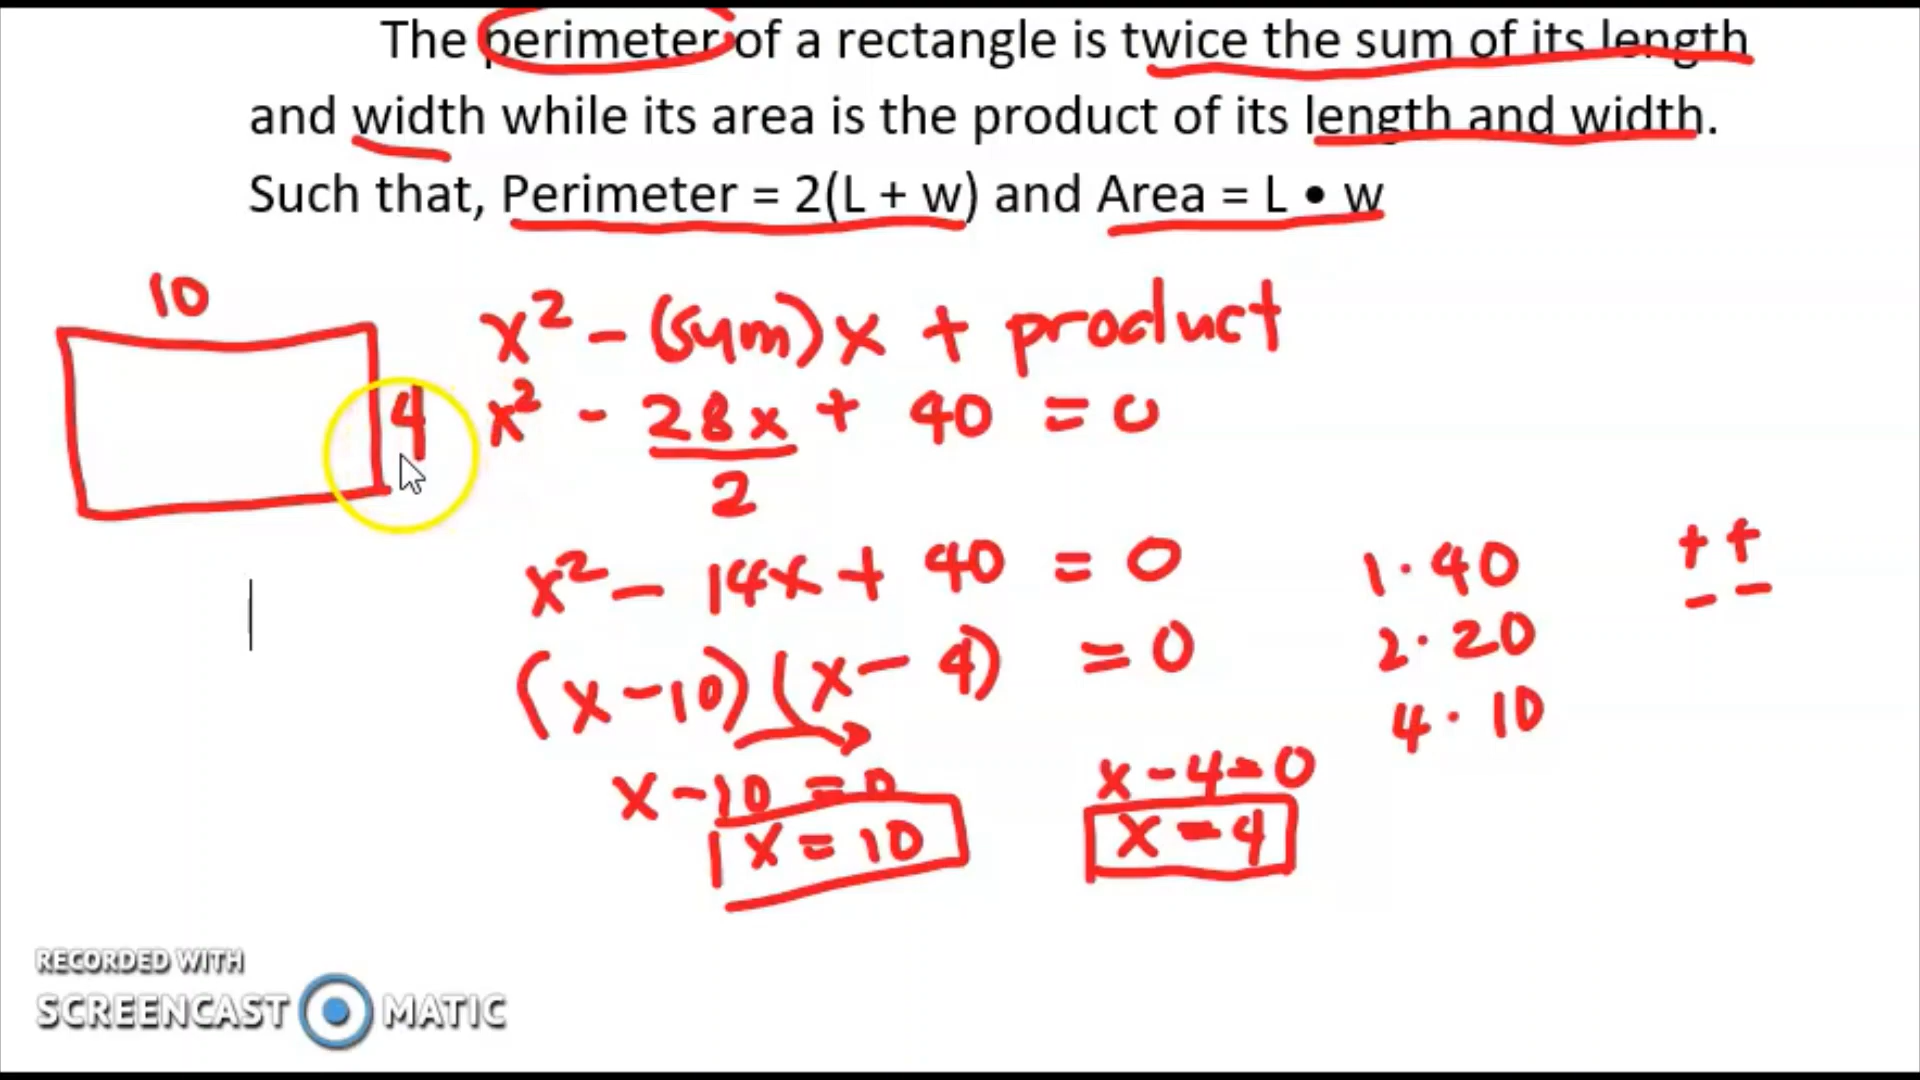 The perimeter of a rectangle is twice the sum of its length
and width while its area is the product of its length and width.
Such that, Perimeter = 2(L + w) and Area = L • w
10
4
x² - (sum)x + product
x² - 28x + 40 = 0
2
x² - 14x + 40 = 0
(x-10)(x-4) = 0
x-10=0
x=10
x-4=0
x=4
1·40
2·20
4·10
++
--
RECORDED WITH
SCREENCAST MATIC